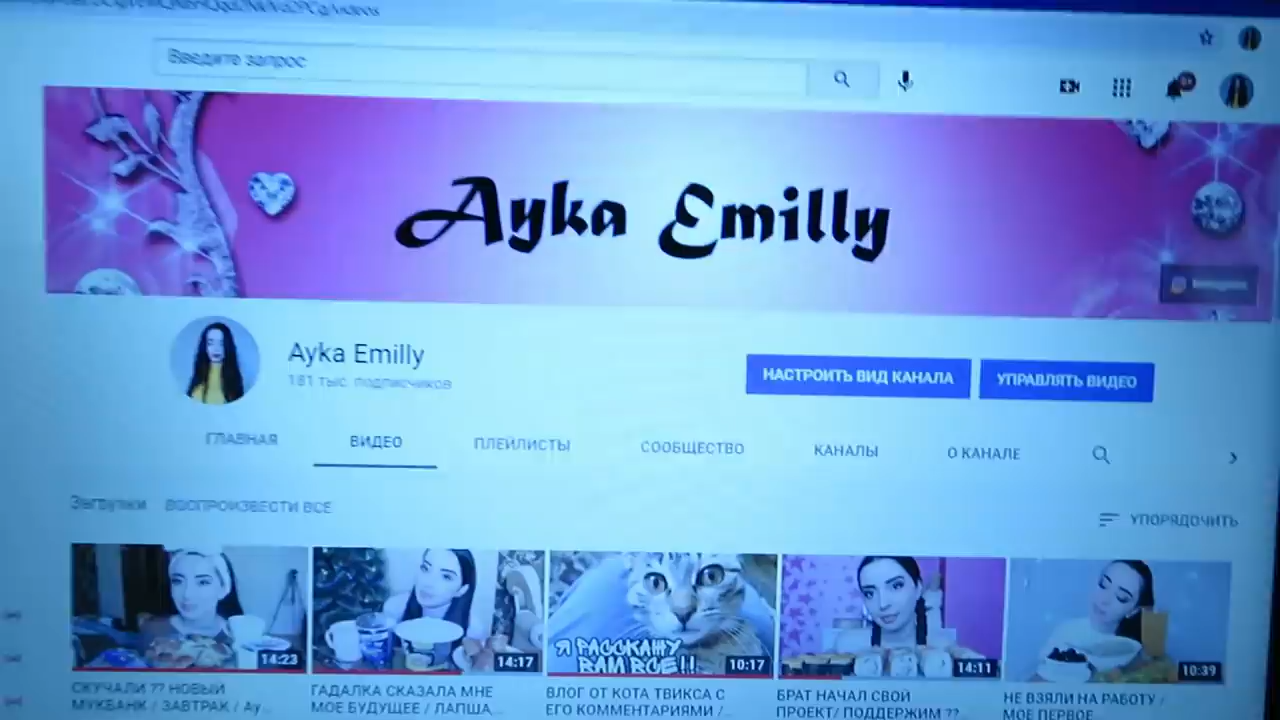 Введите запрос
Ayka Emilly
Ayka Emilly
181 тыс. подписчиков
НАСТРОИТЬ ВИД КАНАЛА
УПРАВЛЯТЬ ВИДЕО
ГЛАВНАЯ
ВИДЕО
ПЛЕЙЛИСТЫ
СООБЩЕСТВО
КАНАЛЫ
О КАНАЛЕ
Загрузки
ВОСПРОИЗВЕСТИ ВСЕ
УПОРЯДОЧИТЬ
14:23
14:17
Я РАССКАЖУ
ВАМ ВСЕ!!
10:17
14:11
10:39
СКУЧАЛИ ?? НОВЫЙ
МУКБАНК / ЗАВТРАК / Ay...
ГАДАЛКА СКАЗАЛА МНЕ
МОЕ БУДУЩЕЕ / ЛАПША...
ВЛОГ ОТ КОТА ТВИКСА С
ЕГО КОММЕНТАРИЯМИ /...
БРАТ НАЧАЛ СВОЙ
ПРОЕКТ/ ПОДДЕРЖИМ ??...
НЕ ВЗЯЛИ НА РАБОТУ /
МОЕ ПЕРВОЕ